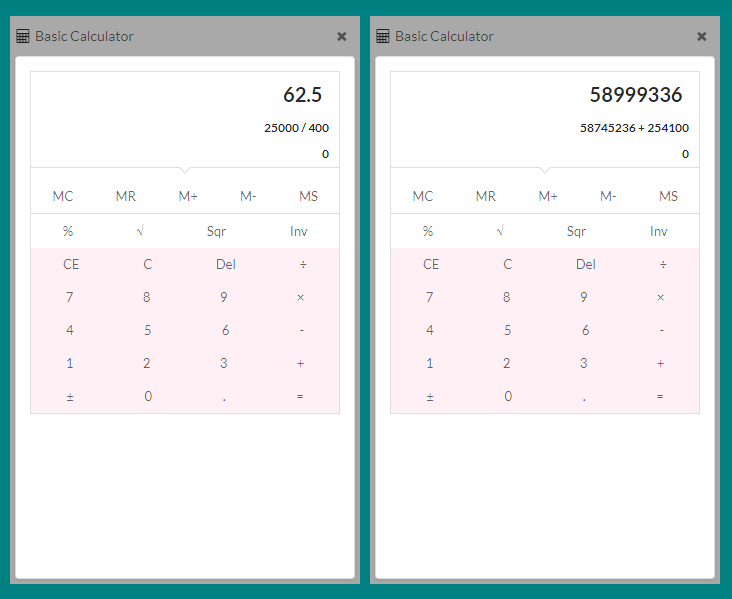 Basic Calculator ×
62.5
25000 / 400
0
MC MR M+ M- MS
% √ Sqr Inv
CE C Del ÷
7 8 9 ×
4 5 6 -
1 2 3 +
± 0 . =
Basic Calculator ×
58999336
58745236 + 254100
0
MC MR M+ M- MS
% √ Sqr Inv
CE C Del ÷
7 8 9 ×
4 5 6 -
1 2 3 +
± 0 . =